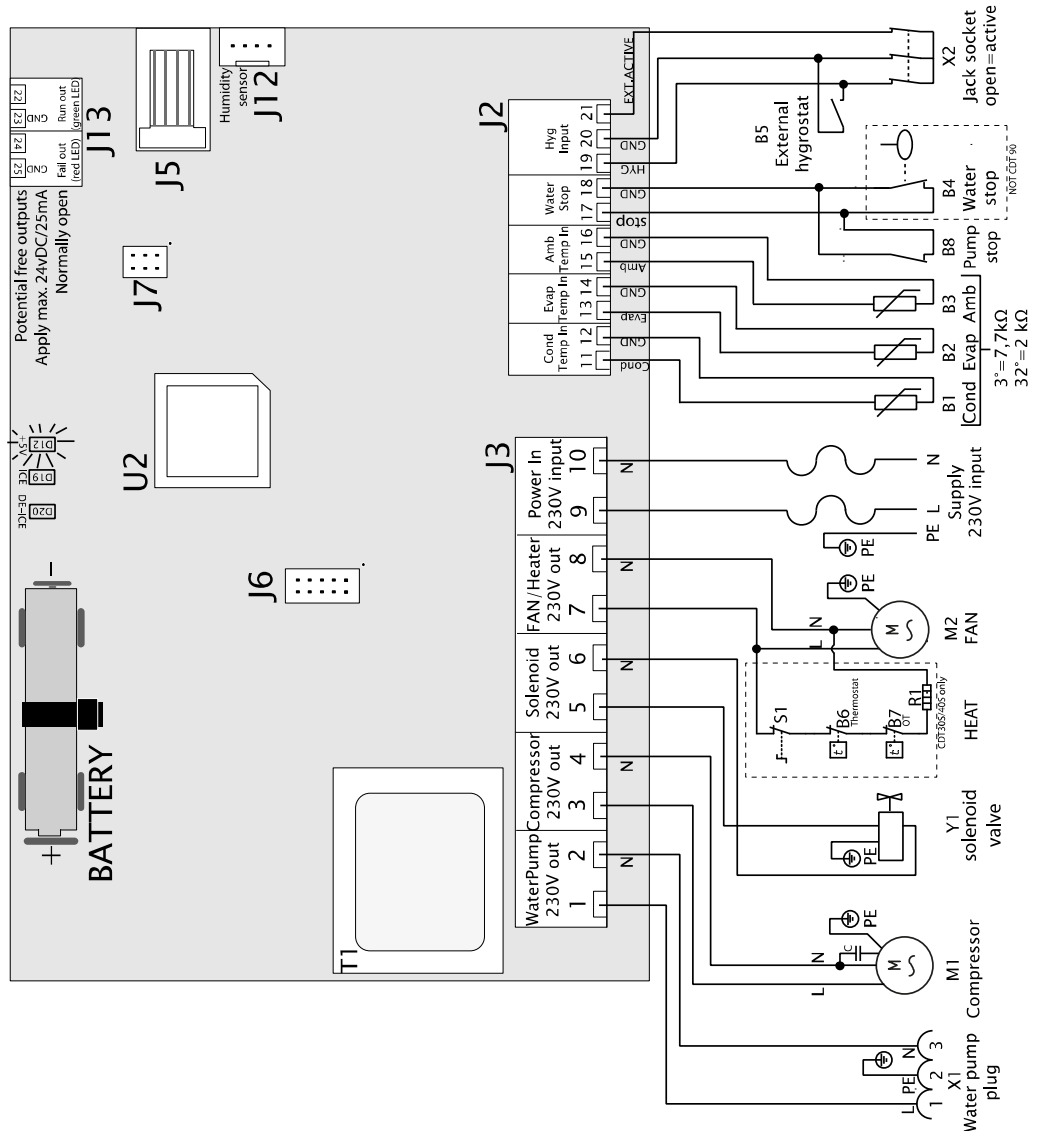 J13
22
23
GND
Run out
(green LED)
24
25
GND
Fail out
(red LED)
Potential free outputs
Apply max. 24vDC/25mA
Normally open
J5
Humidity
sensor
J12
J7
U2
J6
+5V
D12
ICE
D19
DE-ICE
D20
BATTERY
+
−
T1
J2
Hyg
Input
21
20
19
EXT.ACTIVE
GND
HYG
Water
Stop
18
17
GND
stop
Amb
Temp In
16
15
GND
Amb
Evap
Temp In
14
13
GND
Evap
Cond
Temp In
12
11
GND
Cond
J3
Power In
230V input
10
9
N
FAN/Heater
230V out
8
7
N
Solenoid
230V out
6
5
N
Compressor
230V out
4
3
N
WaterPump
230V out
2
1
N
X2
Jack socket
open=active
B5
External
hygrostat
B4
Water
stop
NOT CDT 90
B8
Pump
stop
B3
Amb
B2
Evap
B1
Cond
3°=7,7kΩ
32°=2 kΩ
N
L
PE
Supply
230V input
PE
PE
N
L
M
M2
FAN
S1
B6
Thermostat
t°
B7
OT
t°
R1
CDT30S/40S only
HEAT
PE
Y1
solenoid
valve
PE
C
N
L
M
M1
Compressor
N
PE
L
3
2
1
X1
Water pump
plug